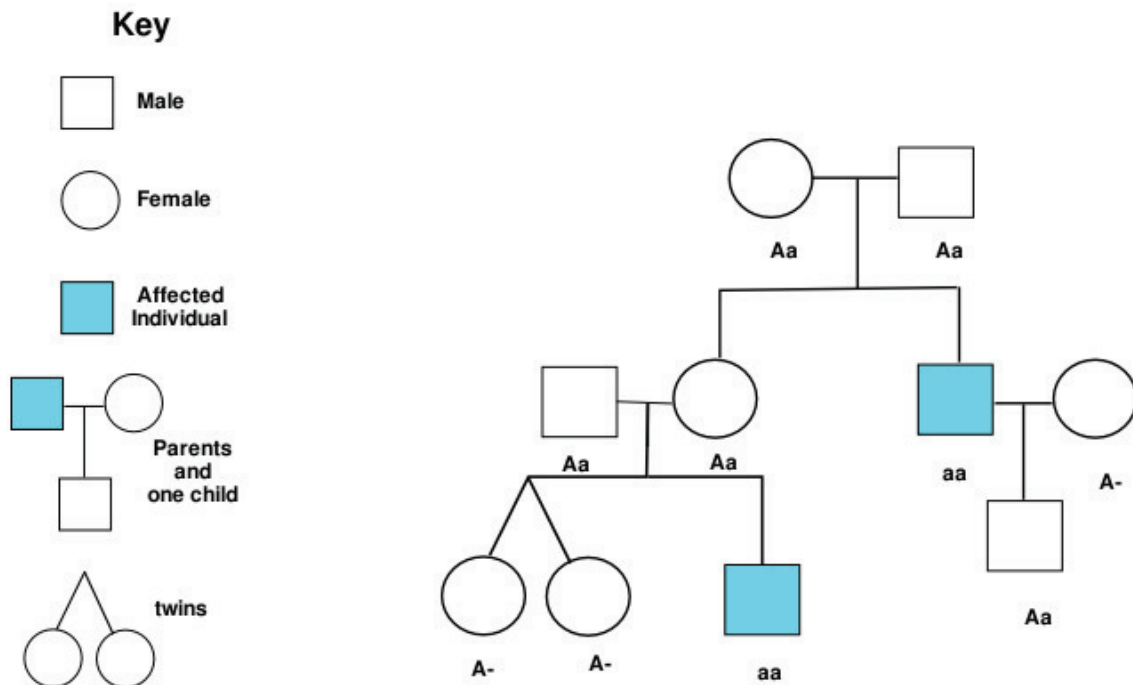 Key
Male
Female
Affected
Individual
Parents
and
one child
twins
Aa
Aa
Aa
Aa
aa
A-
Aa
A-
A-
aa